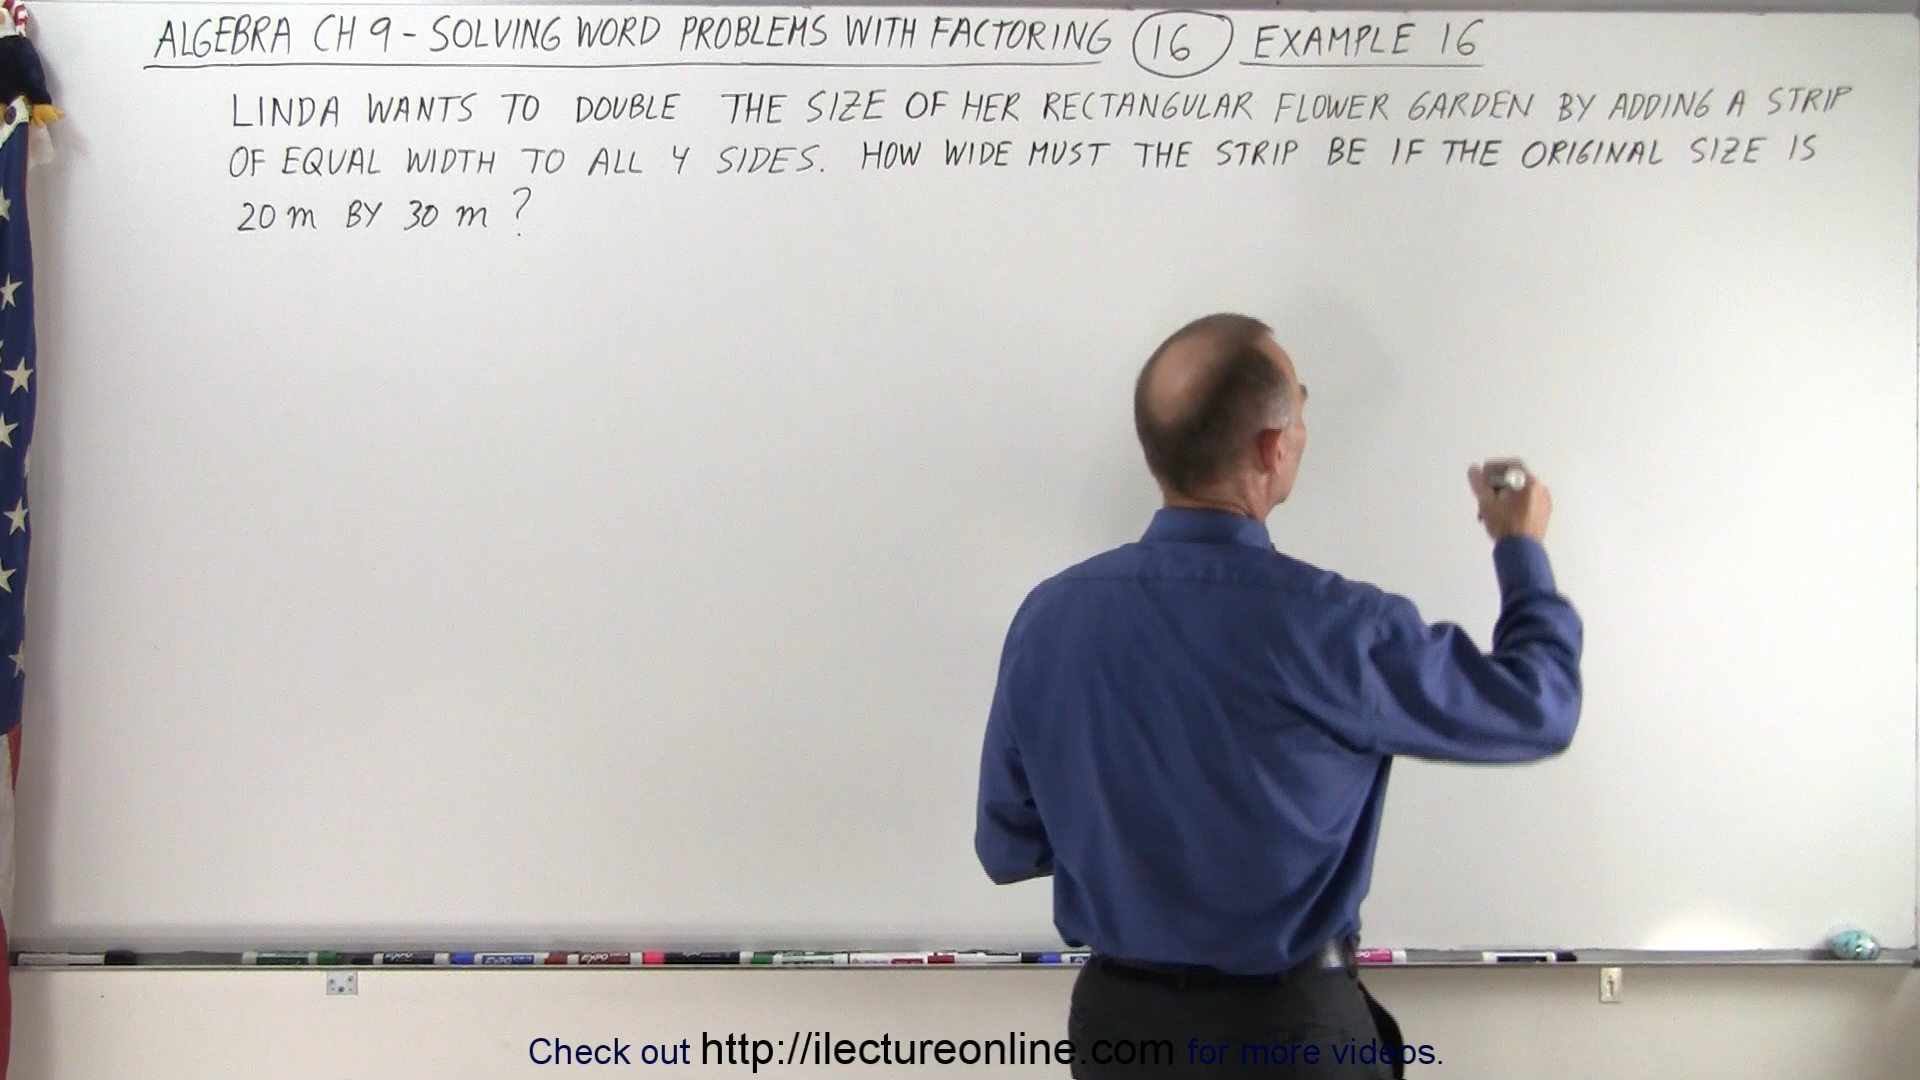 ALGEBRA CH 9 - SOLVING WORD PROBLEMS WITH FACTORING 16 EXAMPLE 16
LINDA WANTS TO DOUBLE THE SIZE OF HER RECTANGULAR FLOWER GARDEN BY ADDING A STRIP
OF EQUAL WIDTH TO ALL 4 SIDES. HOW WIDE MUST THE STRIP BE IF THE ORIGINAL SIZE IS
20 m BY 30 m ?
EXPO EXPO
Check out http://ilectureonline.com for more videos.